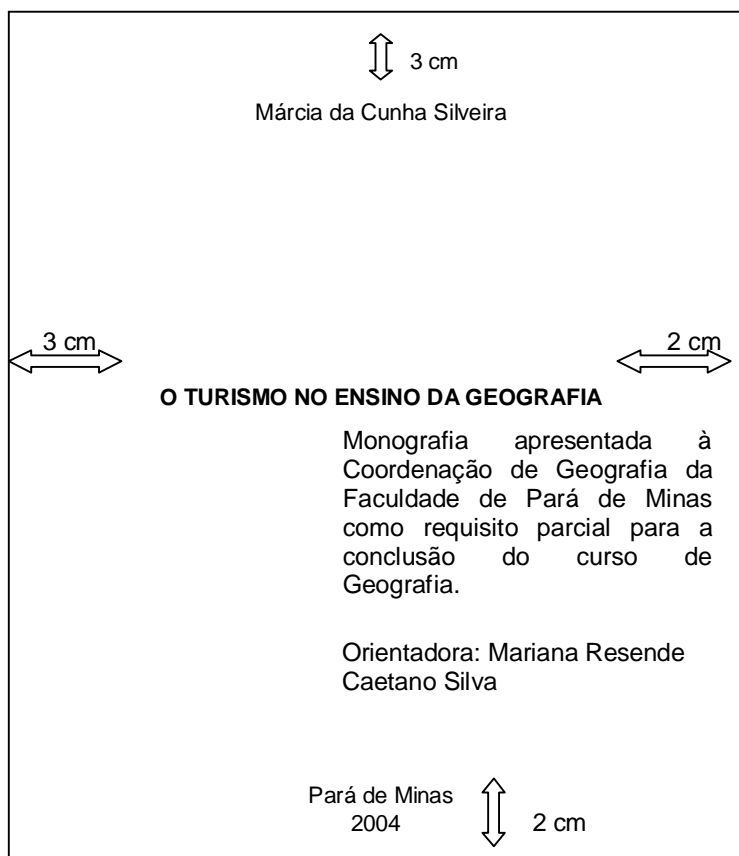 3 cm
Márcia da Cunha Silveira
3 cm
2 cm
O TURISMO NO ENSINO DA GEOGRAFIA
Monografia apresentada à
Coordenação de Geografia da
Faculdade de Pará de Minas
como requisito parcial para a
conclusão do curso de
Geografia.
Orientadora: Mariana Resende
Caetano Silva
Pará de Minas
2004
2 cm